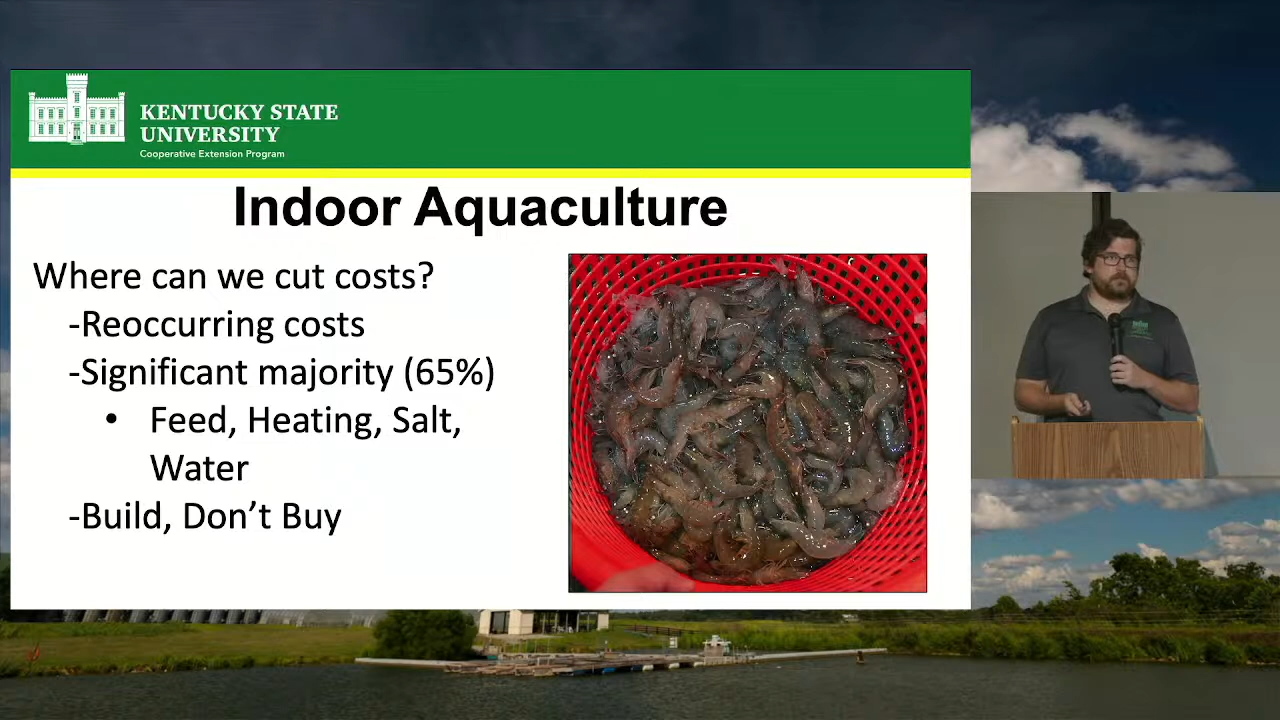 KENTUCKY STATE
UNIVERSITY
Cooperative Extension Program
Indoor Aquaculture
Where can we cut costs?
-Reoccurring costs
-Significant majority (65%)
• Feed, Heating, Salt,
Water
-Build, Don’t Buy